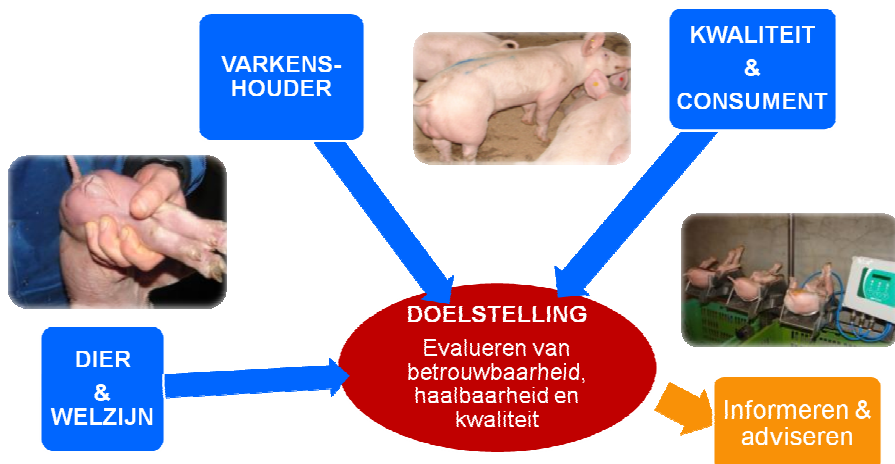 VARKENS-
HOUDER
KWALITEIT
&
CONSUMENT
DIER
&
WELZIJN
DOELSTELLING
Evalueren van
betrouwbaarheid,
haalbaarheid en
kwaliteit
Informeren &
adviseren